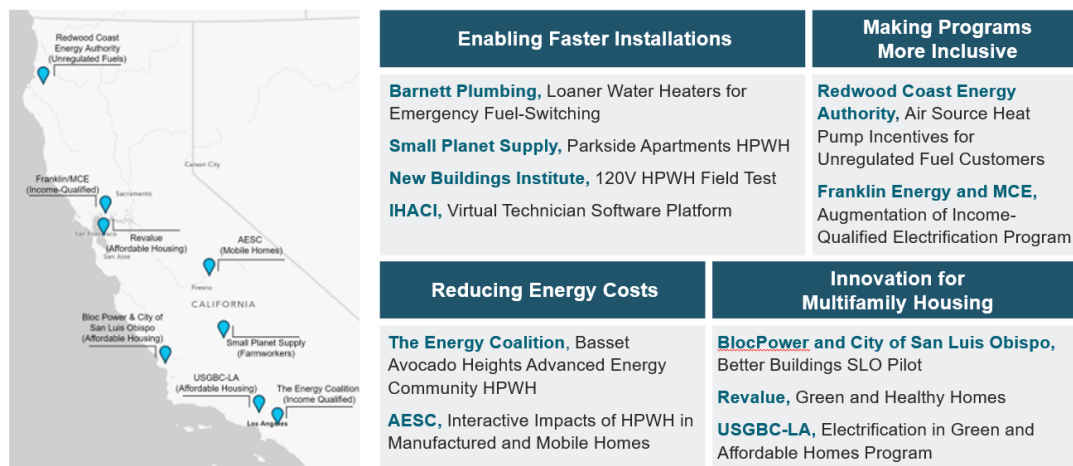 Redwood Coast
Energy Authority
(Unregulated Fuels)
Carson City
Franklin/MCE
(Income-Qualified)
Sacramento
San Francisco
Revalue
(Affordable Housing)
San Jose
AESC
(Mobile Homes)
Fresno
CALIFORNIA
Bloc Power & City of
San Luis Obispo
(Affordable Housing)
Small Planet Supply
(Farmworkers)
USGBC-LA
(Affordable Housing)
The Energy Coalition
(Income Qualified)
Los Angeles
Enabling Faster Installations
Barnett Plumbing, Loaner Water Heaters for
Emergency Fuel-Switching
Small Planet Supply, Parkside Apartments HPWH
New Buildings Institute, 120V HPWH Field Test
IHACI, Virtual Technician Software Platform
Making Programs
More Inclusive
Redwood Coast Energy
Authority, Air Source Heat
Pump Incentives for
Unregulated Fuel Customers
Franklin Energy and MCE,
Augmentation of Income-
Qualified Electrification Program
Reducing Energy Costs
The Energy Coalition, Basset
Avocado Heights Advanced Energy
Community HPWH
AESC, Interactive Impacts of HPWH in
Manufactured and Mobile Homes
Innovation for
Multifamily Housing
BlocPower and City of San Luis Obispo,
Better Buildings SLO Pilot
Revalue, Green and Healthy Homes
USGBC-LA, Electrification in Green and
Affordable Homes Program